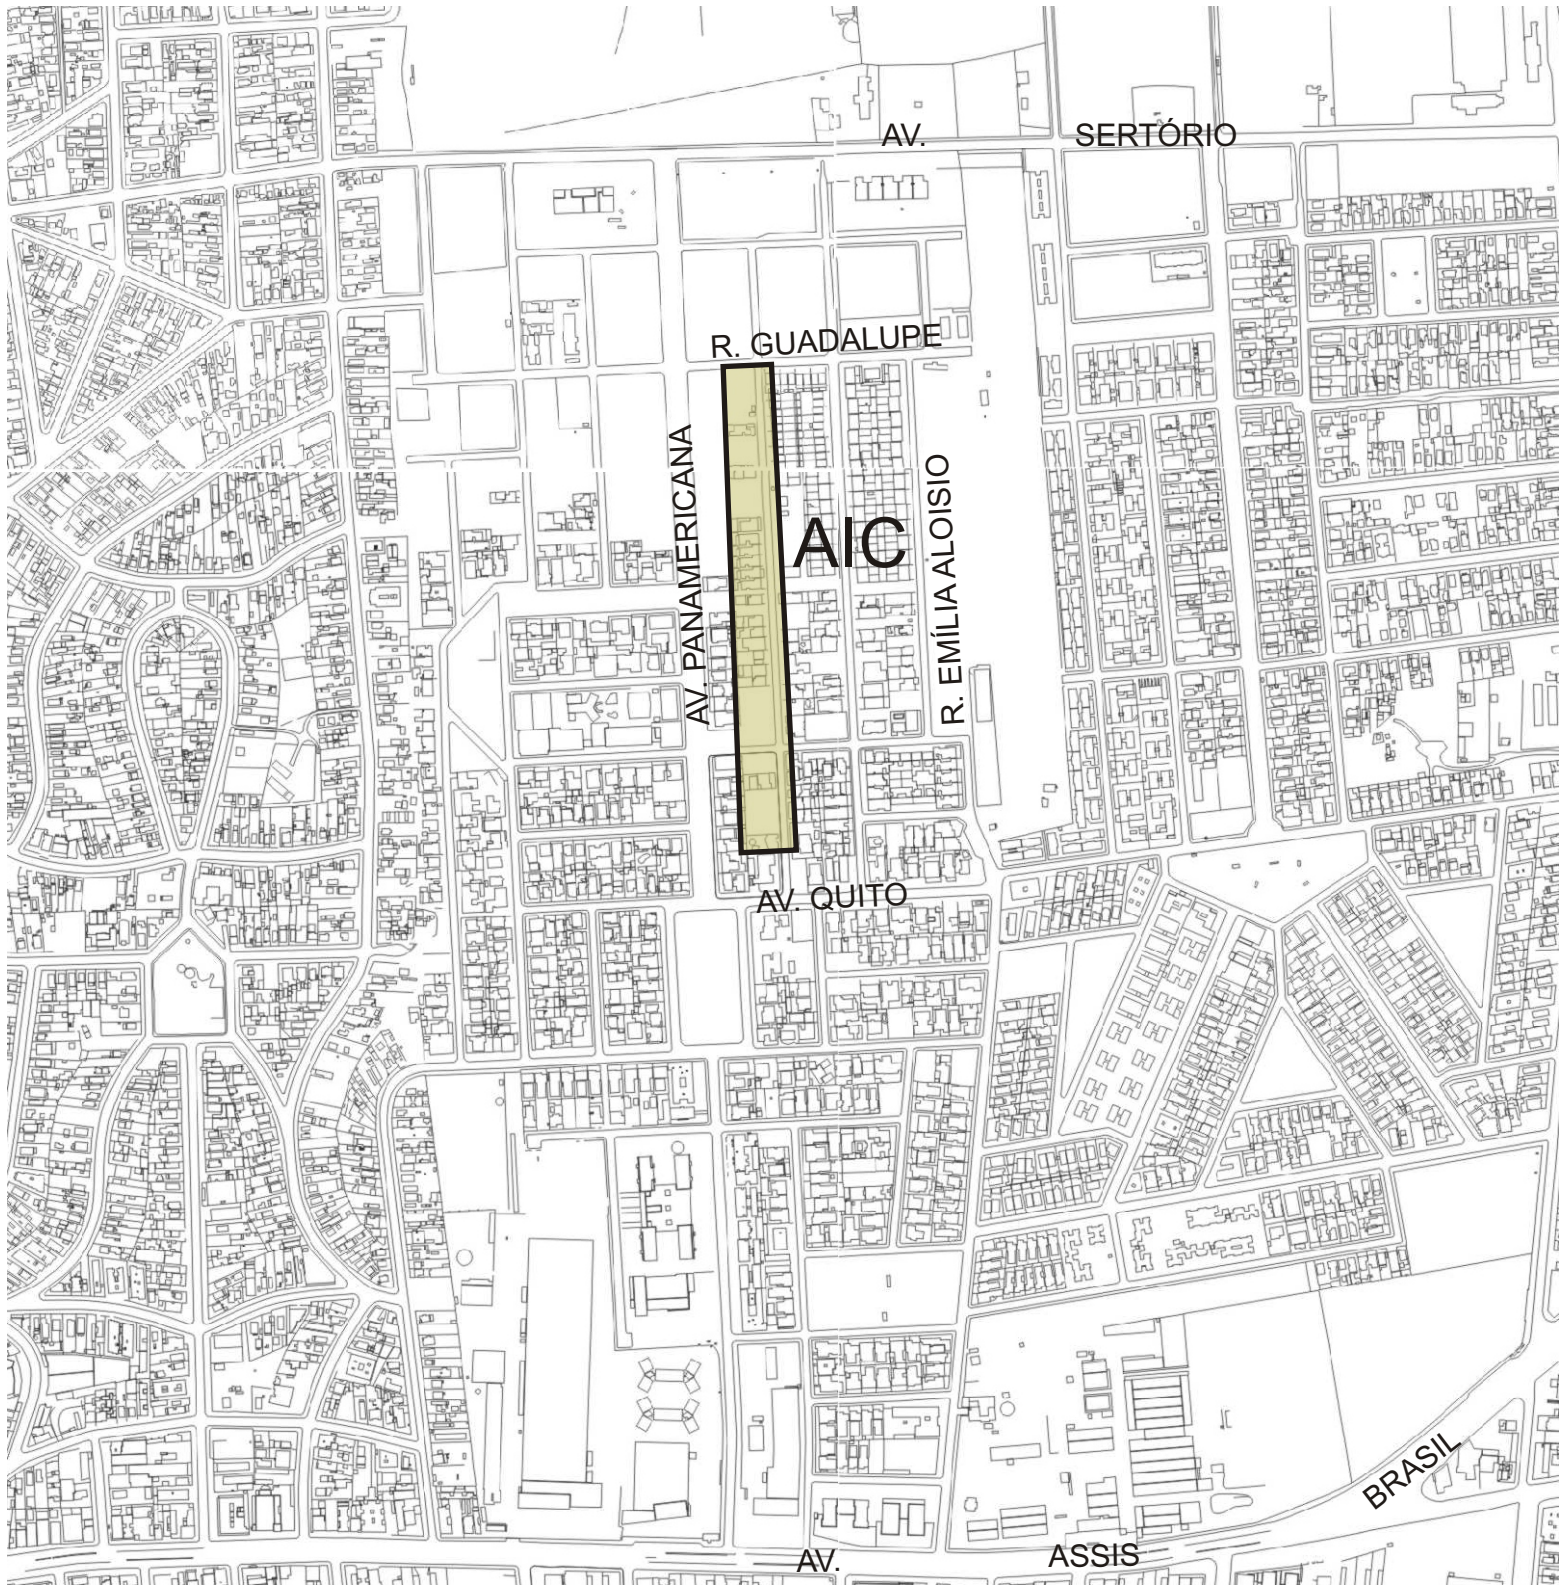 AV. SERTÓRIO
R. GUADALUPE
AV. PANAMERICANA
AIC
R. EMÍLIA ALOISIO
AV. QUITO
AV. ASSIS BRASIL